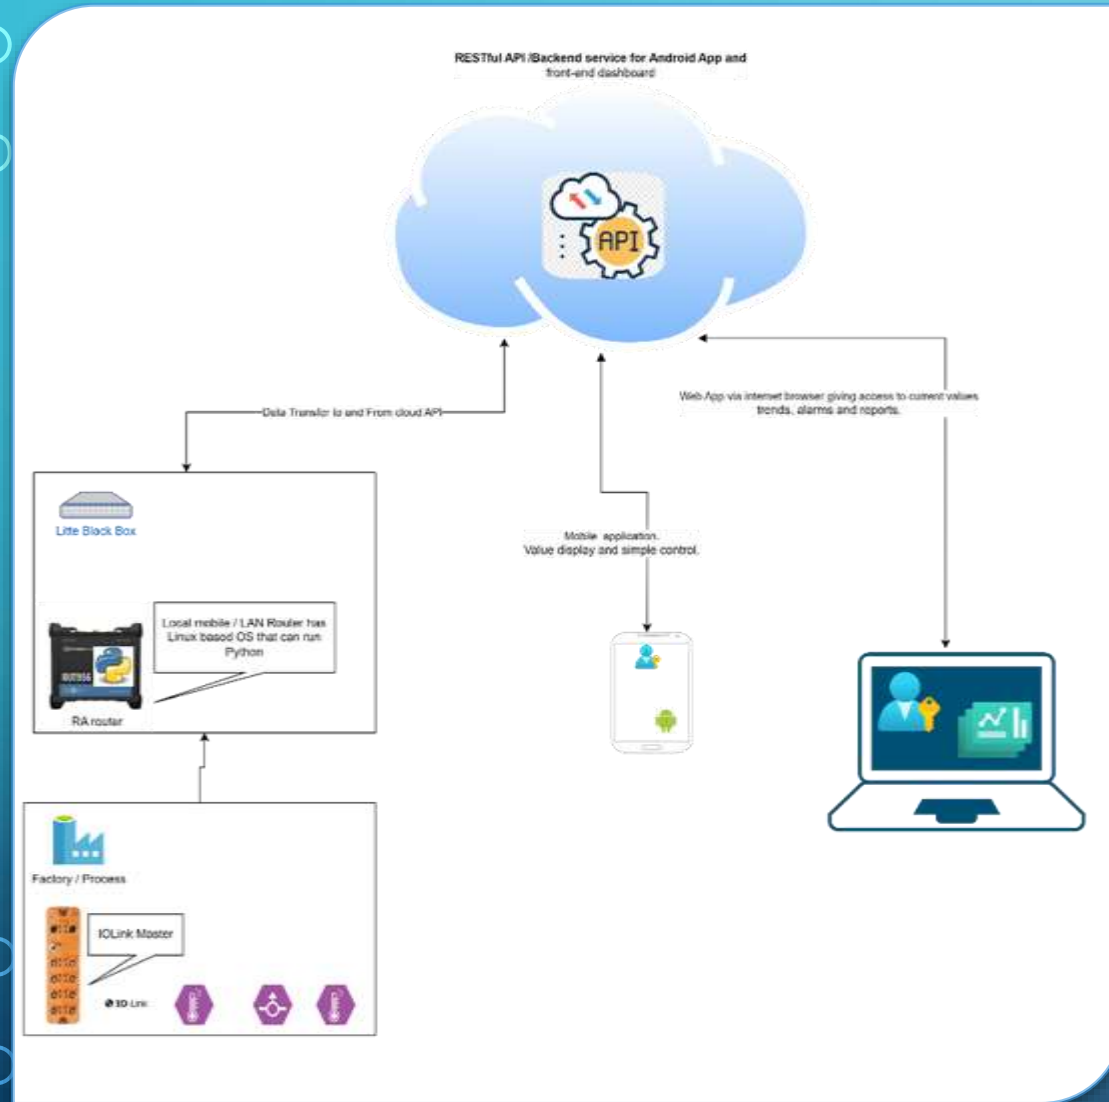 RESTful API /Backend service for Android App and
front-end dashboard
API
Data Transfer to and From cloud API
Web App via internet browser giving access to current values
trends, alarms and reports.
Litte Black Box
Mobile application.
Value display and simple control.
Local mobile / LAN Router has
Linux based OS that can run
Python
RA router
Factory / Process
IOLink Master
IO-Link